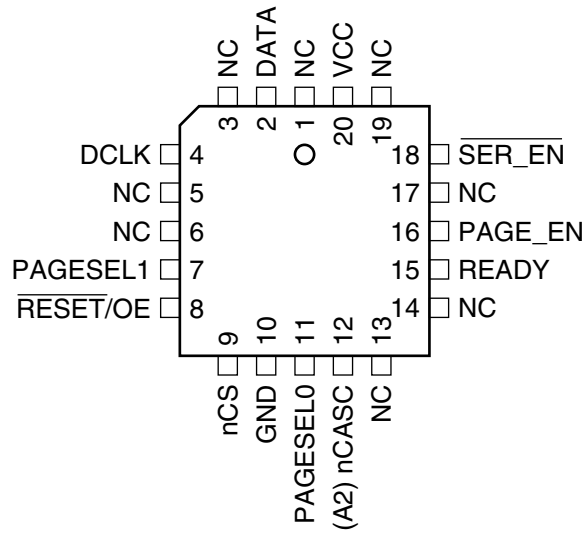 NC
DATA
NC
VCC
NC
3
2
1
20
19
DCLK 4
NC 5
NC 6
PAGESEL1 7
RESET/OE 8
18 SER_EN
17 NC
16 PAGE_EN
15 READY
14 NC
9
10
11
12
13
nCS
GND
PAGESEL0
(A2) nCASC
NC